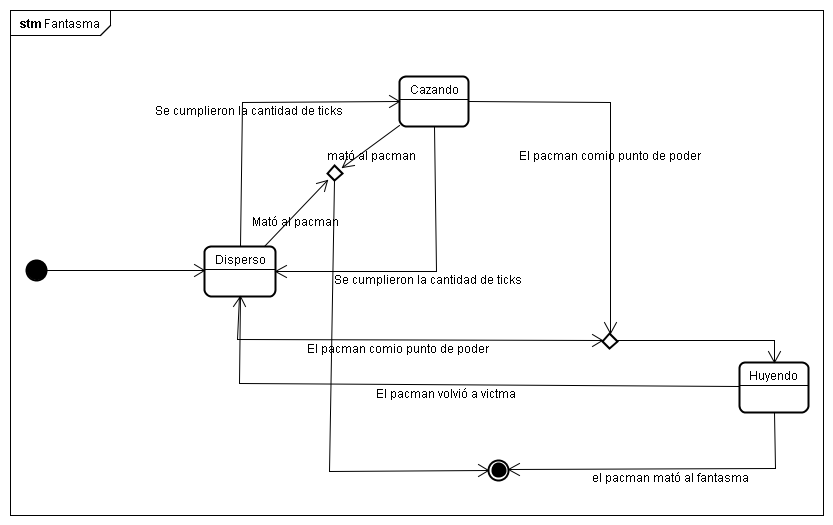 stm Fantasma
Cazando
Se cumplieron la cantidad de ticks
mató al pacman
El pacman comio punto de poder
Mató al pacman
Disperso
Se cumplieron la cantidad de ticks
El pacman comio punto de poder
Huyendo
El pacman volvió a victma
el pacman mató al fantasma